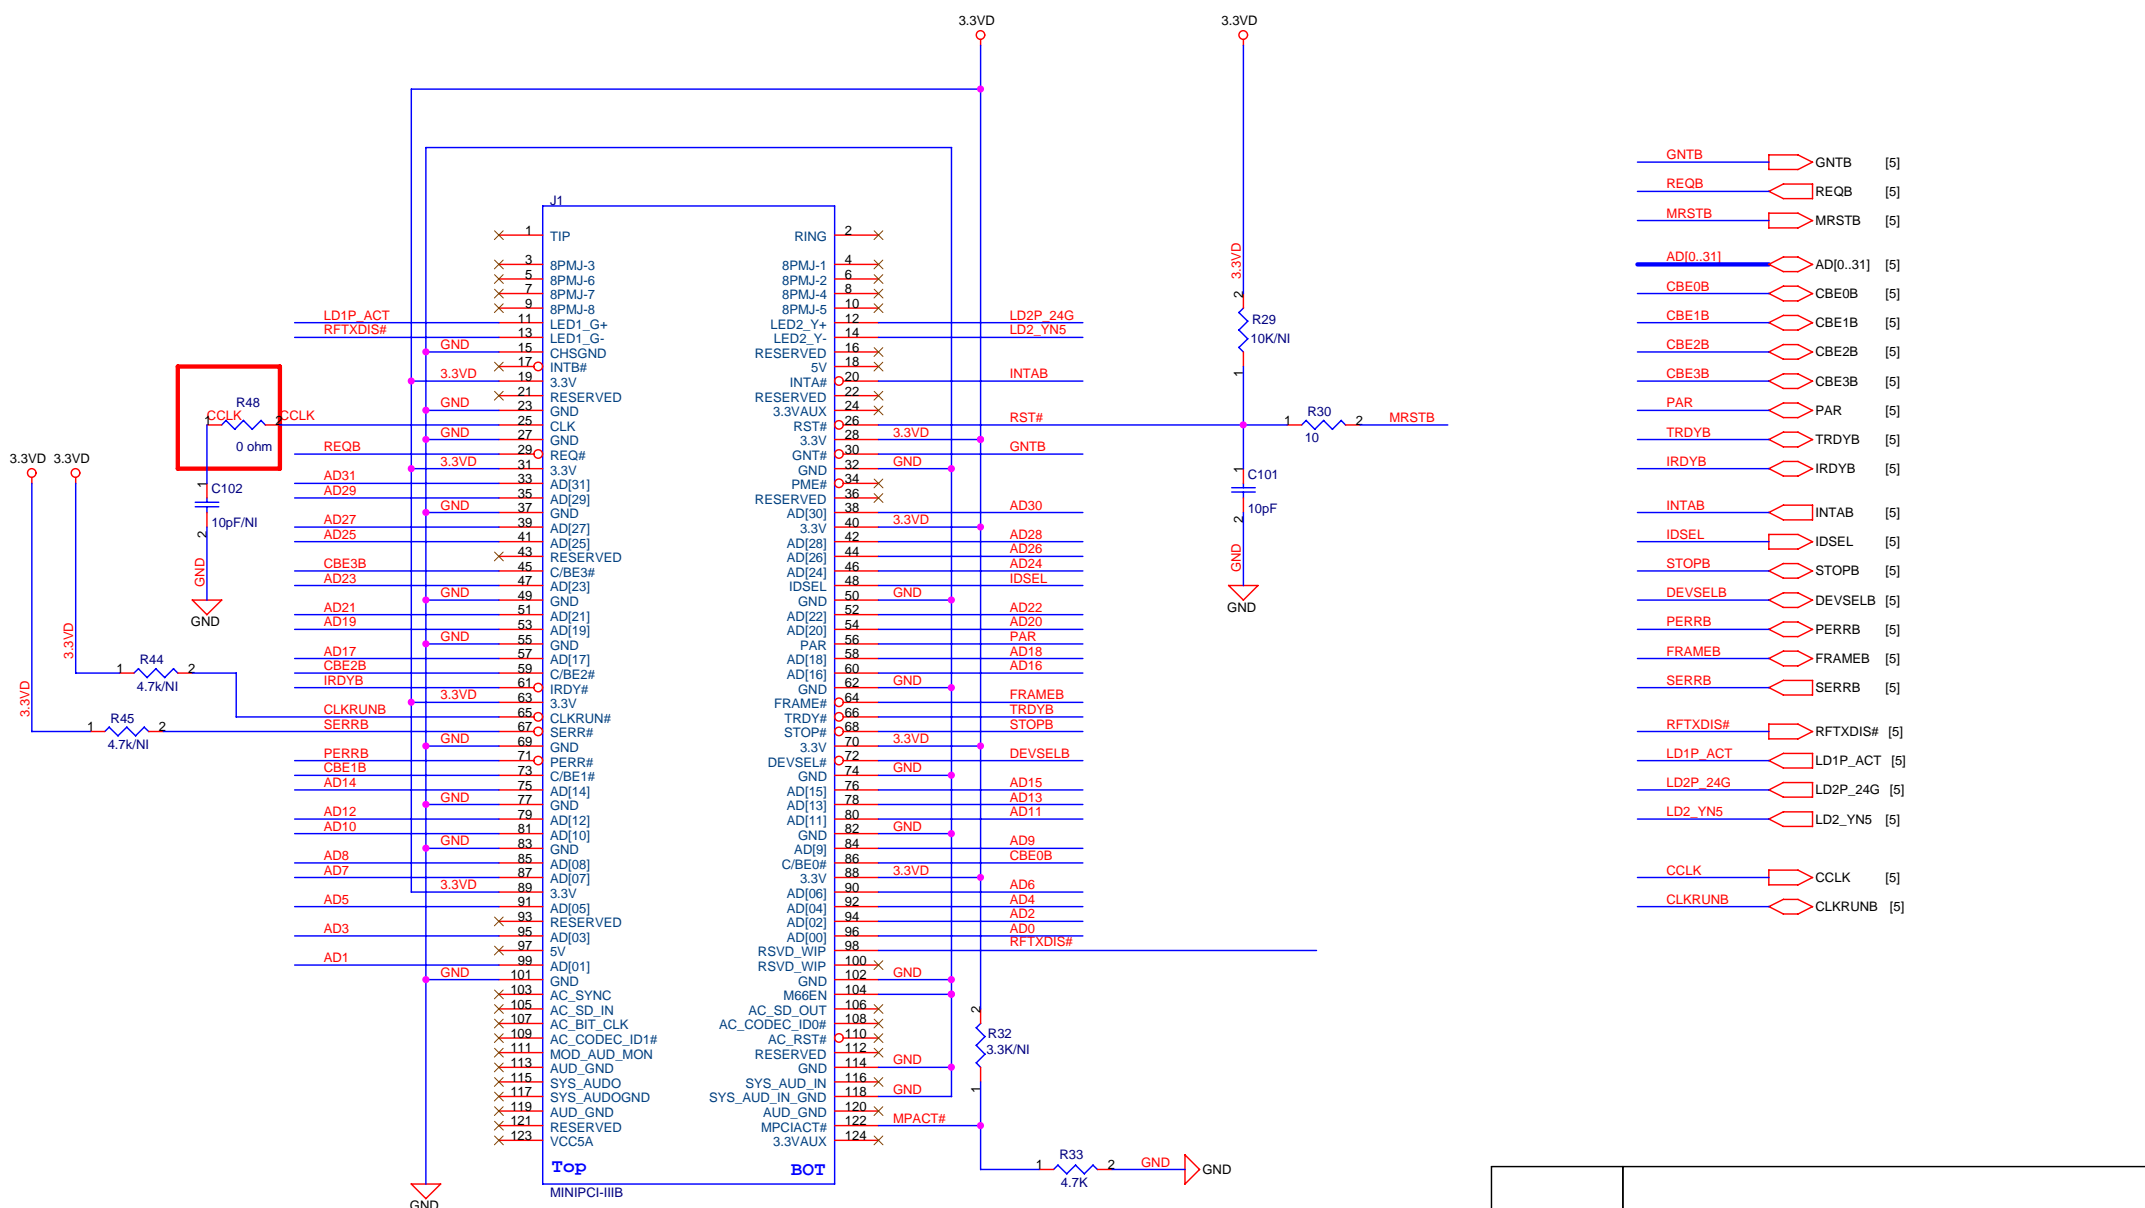 3.3VD
3.3VD
J1
1 TIP RING 2
3 8PMJ-3 8PMJ-1 4
5 8PMJ-6 8PMJ-2 6
7 8PMJ-7 8PMJ-4 8
9 8PMJ-8 8PMJ-5 10
LD1P_ACT 11 LED1_G+ LED2_Y+ 12 LD2P_24G
RFTXDIS# 13 LED1_G- LED2_Y- 14 LD2_YN5
GND 15 CHSGND RESERVED 16
17 INTB# 5V 18
3.3VD 19 3.3V INTA# 20 INTAB
21 RESERVED RESERVED 22
GND 23 GND 3.3VAUX 24
25 CLK RST# 26 RST#
GND 27 GND 3.3V 28 3.3VD
REQB 29 REQ# GNT# 30 GNTB
3.3VD 31 3.3V GND 32 GND
AD31 33 AD[31] PME# 34
AD29 35 AD[29] RESERVED 36
GND 37 GND AD[30] 38 AD30
AD27 39 AD[27] 3.3V 40 3.3VD
AD25 41 AD[25] AD[28] 42 AD28
43 RESERVED AD[26] 44 AD26
CBE3B 45 C/BE3# AD[24] 46 AD24
AD23 47 AD[23] IDSEL 48 IDSEL
GND 49 GND GND 50 GND
AD21 51 AD[21] AD[22] 52 AD22
AD19 53 AD[19] AD[20] 54 AD20
GND 55 GND PAR 56 PAR
AD17 57 AD[17] AD[18] 58 AD18
CBE2B 59 C/BE2# AD[16] 60 AD16
IRDYB 61 IRDY# GND 62 GND
3.3VD 63 3.3V FRAME# 64 FRAMEB
CLKRUNB 65 CLKRUN# TRDY# 66 TRDYB
SERRB 67 SERR# STOP# 68 STOPB
GND 69 GND 3.3V 70 3.3VD
PERRB 71 PERR# DEVSEL# 72 DEVSELB
CBE1B 73 C/BE1# GND 74 GND
AD14 75 AD[14] AD[15] 76 AD15
GND 77 GND AD[13] 78 AD13
AD12 79 AD[12] AD[11] 80 AD11
AD10 81 AD[10] GND 82 GND
GND 83 GND AD[9] 84 AD9
AD8 85 AD[08] C/BE0# 86 CBE0B
AD7 87 AD[07] 3.3V 88 3.3VD
3.3VD 89 3.3V AD[06] 90 AD6
AD5 91 AD[05] AD[04] 92 AD4
93 RESERVED AD[02] 94 AD2
AD3 95 AD[03] AD[00] 96 AD0
97 5V RSVD_WIP 98 RFTXDIS#
AD1 99 AD[01] RSVD_WIP 100
GND 101 GND GND 102 GND
103 AC_SYNC M66EN 104
105 AC_SD_IN AC_SD_OUT 106
107 AC_BIT_CLK AC_CODEC_ID0# 108
109 AC_CODEC_ID1# AC_RST# 110
111 MOD_AUD_MON RESERVED 112
113 AUD_GND GND 114 GND
115 SYS_AUDO SYS_AUD_IN 116
117 SYS_AUDOGND SYS_AUD_IN_GND 118 GND
119 AUD_GND AUD_GND 120
121 RESERVED MPCIACT# 122 MPACT#
123 VCC5A 3.3VAUX 124
Top BOT
MINIPCI-IIIB
GND
R48
1 CCLK 2 CCLK
0 ohm
1 C102
10pF/NI
2
GND
GND
3.3VD 3.3VD
3.3VD
3.3VD
R44
1 2
4.7k/NI
R45
1 2
4.7k/NI
3.3VD
2
R29
10K/NI
1
R30
1 2 MRSTB
10
1
C101
10pF
2
GND
GND
2
R32
3.3K/NI
1
R33
1 2 GND GND
4.7K
GNTB GNTB [5]
REQB REQB [5]
MRSTB MRSTB [5]
AD[0..31] AD[0..31] [5]
CBE0B CBE0B [5]
CBE1B CBE1B [5]
CBE2B CBE2B [5]
CBE3B CBE3B [5]
PAR PAR [5]
TRDYB TRDYB [5]
IRDYB IRDYB [5]
INTAB INTAB [5]
IDSEL IDSEL [5]
STOPB STOPB [5]
DEVSELB DEVSELB [5]
PERRB PERRB [5]
FRAMEB FRAMEB [5]
SERRB SERRB [5]
RFTXDIS# RFTXDIS# [5]
LD1P_ACT LD1P_ACT [5]
LD2P_24G LD2P_24G [5]
LD2_YN5 LD2_YN5 [5]
CCLK CCLK [5]
CLKRUNB CLKRUNB [5]